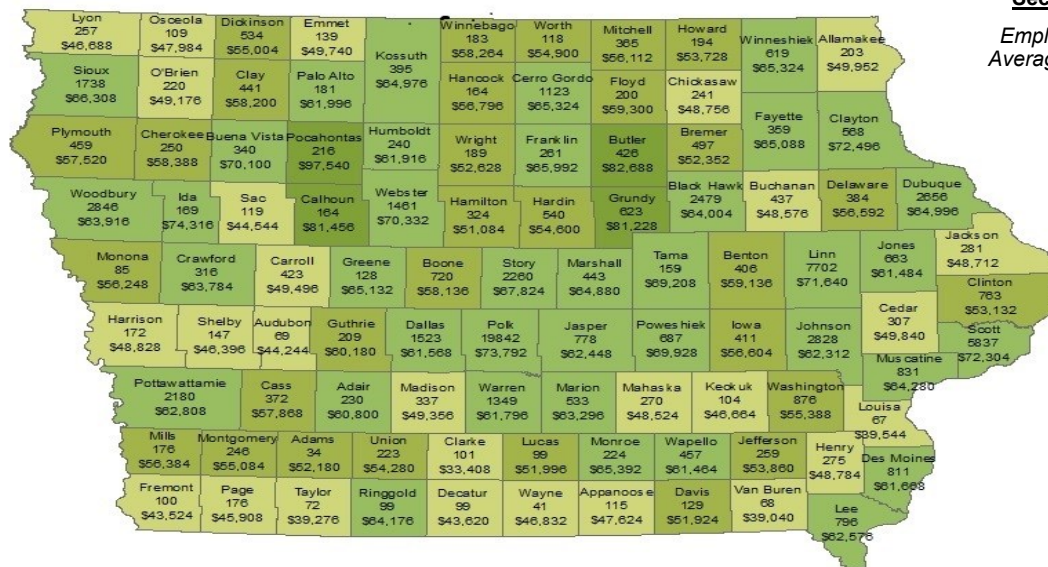 Sec
Empl
Averag
Lyon
257
$46,688
Osceola
109
$47,984
Dickinson
534
$55,004
Emmet
139
$49,740
Kossuth
395
$64,976
Winnebago
183
$58,264
Worth
118
$54,900
Mitchell
365
$56,112
Howard
194
$53,728
Winneshiek
619
$65,324
Allamakee
203
$49,952
Sioux
1738
$66,308
O'Brien
220
$49,176
Clay
441
$58,200
Palo Alto
181
$61,996
Hancock
164
$56,796
Cerro Gordo
1123
$65,324
Floyd
200
$59,300
Chickasaw
241
$48,756
Fayette
359
$65,088
Clayton
568
$72,496
Plymouth
459
$57,520
Cherokee
250
$58,388
Buena Vista
340
$70,100
Pocahontas
216
$97,540
Humboldt
240
$61,916
Wright
189
$52,628
Franklin
261
$65,992
Butler
426
$82,688
Bremer
497
$52,352
Woodbury
2846
$63,916
Ida
169
$74,316
Sac
119
$44,544
Calhoun
164
$81,456
Webster
1461
$70,332
Hamilton
324
$51,084
Hardin
540
$54,600
Grundy
623
$81,228
Black Hawk
2479
$64,004
Buchanan
437
$48,576
Delaware
384
$56,592
Dubuque
2656
$64,996
Monona
85
$56,248
Crawford
316
$63,784
Carroll
423
$49,496
Greene
128
$65,132
Boone
720
$58,136
Story
2260
$67,824
Marshall
443
$64,880
Tama
159
$69,208
Benton
406
$59,136
Linn
7702
$71,640
Jones
663
$61,484
Jackson
281
$48,712
Clinton
763
$53,132
Harrison
172
$48,828
Shelby
147
$46,396
Audubon
69
$44,244
Guthrie
209
$60,180
Dallas
1523
$61,568
Polk
19842
$73,792
Jasper
778
$62,448
Poweshiek
687
$69,928
Iowa
411
$56,604
Johnson
2828
$62,312
Cedar
307
$49,840
Scott
5837
$72,304
Muscatine
831
$64,280
Pottawattamie
2180
$62,808
Cass
372
$57,868
Adair
230
$60,800
Madison
337
$49,356
Warren
1349
$61,796
Marion
533
$63,296
Mahaska
270
$48,524
Keokuk
104
$46,664
Washington
876
$55,388
Louisa
67
$39,544
Mills
176
$56,384
Montgomery
246
$55,084
Adams
34
$52,180
Union
223
$54,280
Clarke
101
$33,408
Lucas
99
$51,996
Monroe
224
$65,392
Wapello
457
$61,464
Jefferson
259
$53,860
Henry
275
$48,784
Des Moines
811
$61,668
Fremont
100
$43,524
Page
176
$45,908
Taylor
72
$39,276
Ringgold
99
$64,176
Decatur
99
$43,620
Wayne
41
$46,832
Appanoose
115
$47,624
Davis
129
$51,924
Van Buren
68
$39,040
Lee
796
$62,576